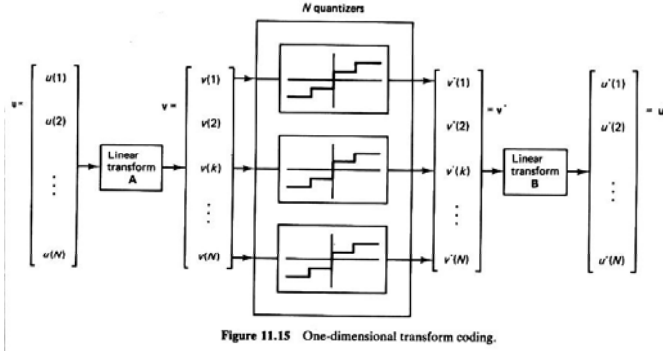 N quantizers
u = u(1) v = v(1) v˙(1) = v˙ u˙(1) = u
u(2) v(2) v˙(2) u˙(2)
Linear transform A
v(k) v˙(k)
Linear transform B
u(N) v(N) v˙(N) u˙(N)
Figure 11.15 One-dimensional transform coding.